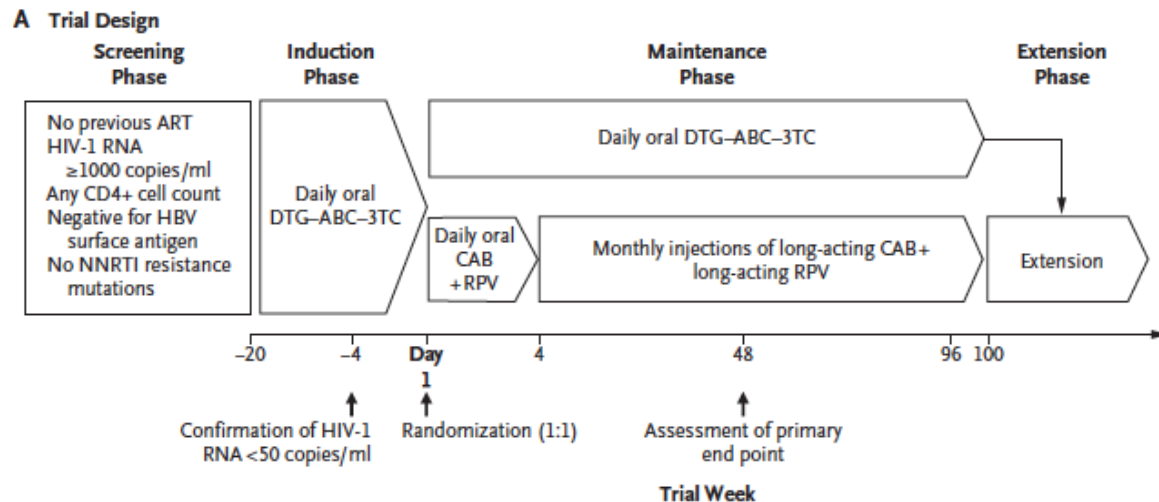 A Trial Design
Screening
Phase
Induction
Phase
Maintenance
Phase
Extension
Phase
No previous ART
HIV-1 RNA
≥1000 copies/ml
Any CD4+ cell count
Negative for HBV
surface antigen
No NNRTI resistance
mutations
Daily oral
DTG–ABC–3TC
Daily oral DTG–ABC–3TC
Daily oral
CAB
+RPV
Monthly injections of long-acting CAB+
long-acting RPV
Extension
–20
–4
Day
1
4
48
96
100
Confirmation of HIV-1
RNA<50 copies/ml
Randomization (1:1)
Assessment of primary
end point
Trial Week